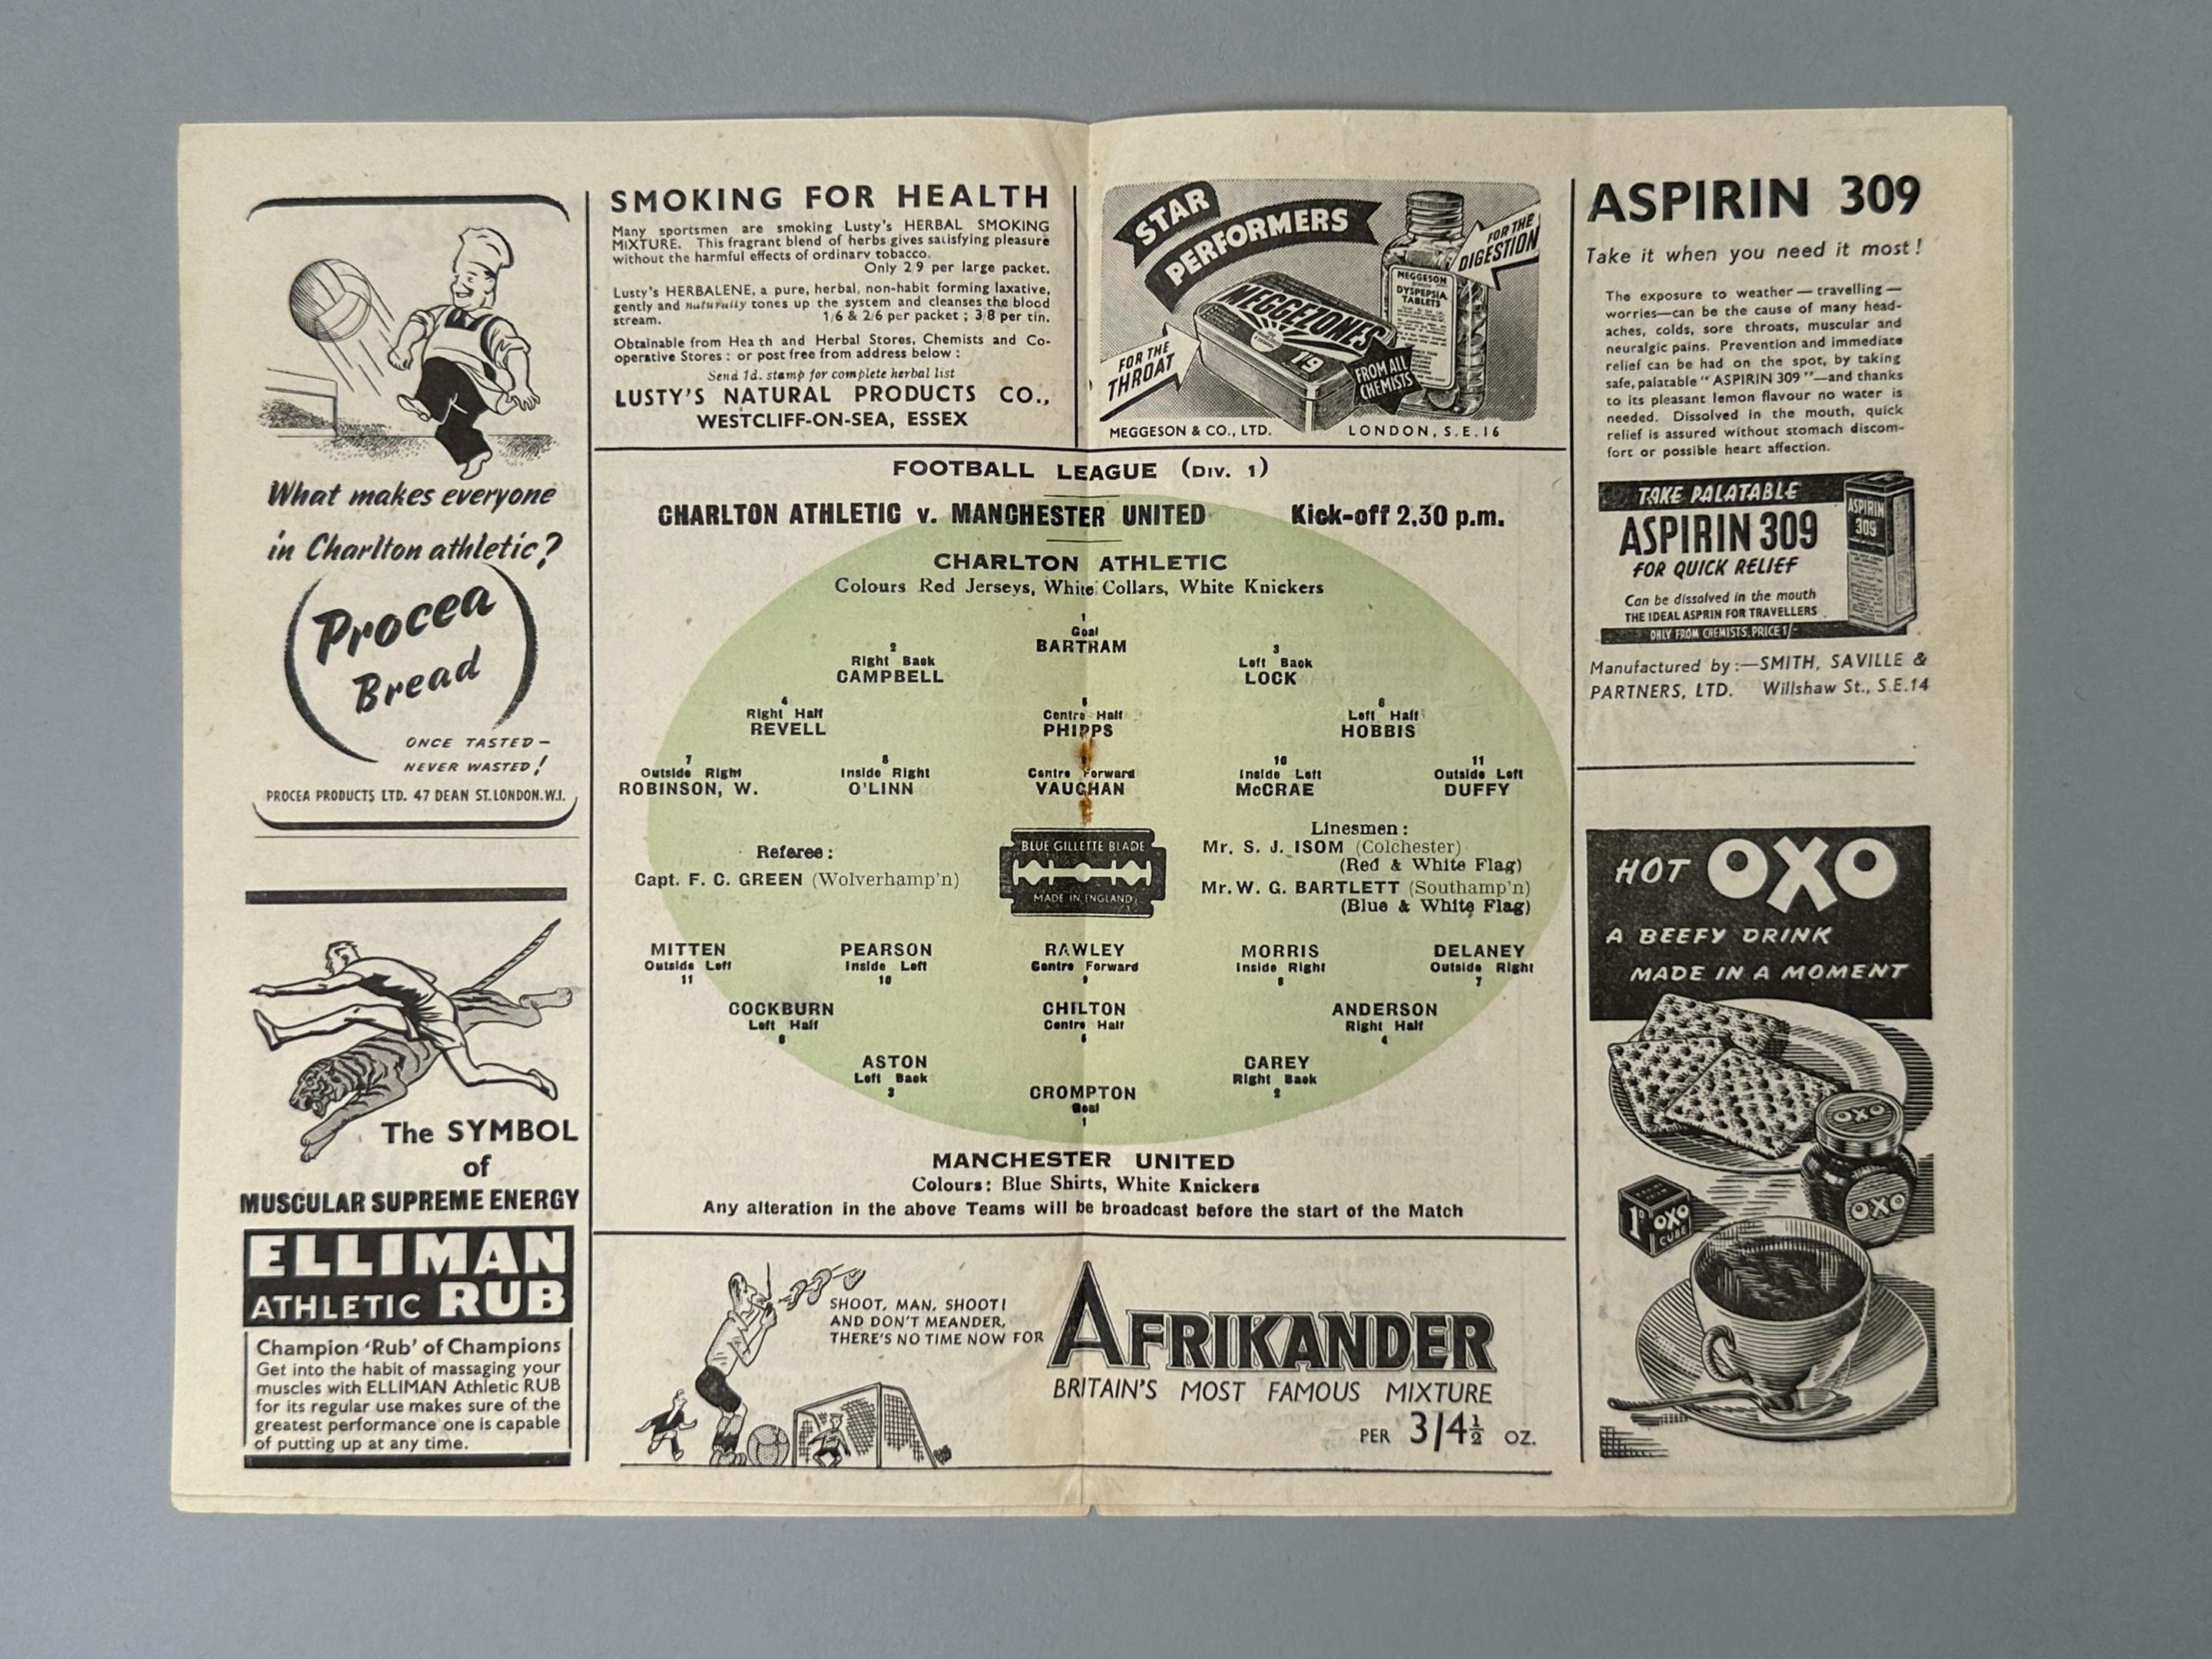 What makes everyone
in Charlton athletic?
Procea
Bread
ONCE TASTED –
NEVER WASTED!
PROCEA PRODUCTS LTD. 47 DEAN ST. LONDON. W.1.
The SYMBOL
of
MUSCULAR SUPREME ENERGY
ELLIMAN
ATHLETIC RUB
Champion ‘Rub’ of Champions
Get into the habit of massaging your
muscles with ELLIMAN Athletic RUB
for its regular use makes sure of the
greatest performance one is capable
of putting up at any time.
SMOKING FOR HEALTH
Many sportsmen are smoking Lusty's HERBAL SMOKING
MIXTURE. This fragrant blend of herbs gives satisfying pleasure
without the harmful effects of ordinary tobacco.
Only 2 9 per large packet.
Lusty's HERBALENE, a pure, herbal, non-habit forming laxative,
gently and naturally tones up the system and cleanses the blood
stream. 1/6 & 2/6 per packet ; 3/8 per tin.
Obtainable from Hea th and Herbal Stores, Chemists and Co-
operative Stores : or post free from address below :
Send 1d. stamp for complete herbal list
LUSTY'S NATURAL PRODUCTS CO.,
WESTCLIFF-ON-SEA, ESSEX
STAR
PERFORMERS
FOR THE
DIGESTION
MEGGESON
DYSPEPSIA
TABLETS
MEGGEZONES
1'9
FOR THE
THROAT
FROM ALL
CHEMISTS
MEGGESON & CO., LTD. LONDON, S.E.16
FOOTBALL LEAGUE (DIV. 1)
CHARLTON ATHLETIC v. MANCHESTER UNITED Kick-off 2.30 p.m.
CHARLTON ATHLETIC
Colours Red Jerseys, White Collars, White Knickers
1
Goal
BARTRAM
2 3
Right Back Left Back
CAMPBELL LOCK
4 5 6
Right Half Centre Half Left Half
REVELL PHIPPS HOBBIS
7 8 9 10 11
Outside Right Inside Right Centre Forward Inside Left Outside Left
ROBINSON, W. O'LINN VAUGHAN McCRAE DUFFY
Referee :
Capt. F. C. GREEN (Wolverhamp'n)
BLUE GILLETTE BLADE
MADE IN ENGLAND
Linesmen :
Mr. S. J. ISOM (Colchester)
(Red & White Flag)
Mr. W. G. BARTLETT (Southamp'n)
(Blue & White Flag)
MITTEN PEARSON RAWLEY MORRIS DELANEY
Outside Left Inside Left Centre Forward Inside Right Outside Right
11 10 9 8 7
COCKBURN CHILTON ANDERSON
Left Half Centre Half Right Half
6 5 4
ASTON CAREY
Left Back Right Back
3 2
CROMPTON
Goal
1
MANCHESTER UNITED
Colours: Blue Shirts, White Knickers
Any alteration in the above Teams will be broadcast before the start of the Match
SHOOT, MAN, SHOOT!
AND DON'T MEANDER,
THERE'S NO TIME NOW FOR
AFRIKANDER
BRITAIN'S MOST FAMOUS MIXTURE
PER 3/4½ OZ.
ASPIRIN 309
Take it when you need it most!
The exposure to weather — travelling —
worries—can be the cause of many head-
aches, colds, sore throats, muscular and
neuralgic pains. Prevention and immediate
relief can be had on the spot, by taking
safe, palatable “ ASPIRIN 309 ”—and thanks
to its pleasant lemon flavour no water is
needed. Dissolved in the mouth, quick
relief is assured without stomach discom-
fort or possible heart affection.
TAKE PALATABLE
ASPIRIN 309
FOR QUICK RELIEF
Can be dissolved in the mouth
THE IDEAL ASPRIN FOR TRAVELLERS
ONLY FROM CHEMISTS. PRICE 1/-
ASPIRIN
309
Manufactured by :—SMITH, SAVILLE &
PARTNERS, LTD. Willshaw St., S.E.14
HOT OXO
A BEEFY DRINK
MADE IN A MOMENT
OXO
OXO
1D OXO
CUBE